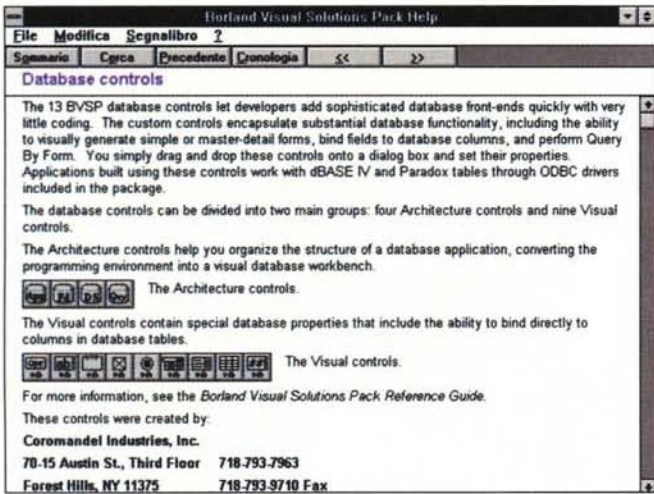 Borland Visual Solutions Pack Help
File Modifica Segnalibro ?
Sommario Cerca Precedente Cronologia << >>
Database controls
The 13 BVSP database controls let developers add sophisticated database front-ends quickly with very
little coding. The custom controls encapsulate substantial database functionality, including the ability
to visually generate simple or master-detail forms, bind fields to database columns, and perform Query
By Form. You simply drag and drop these controls onto a dialog box and set their properties.
Applications built using these controls work with dBASE IV and Paradox tables through ODBC drivers
included in the package.
The database controls can be divided into two main groups: four Architecture controls and nine Visual
controls.
The Architecture controls help you organize the structure of a database application, converting the
programming environment into a visual database workbench.
The Architecture controls.
The Visual controls contain special database properties that include the ability to bind directly to
columns in database tables.
The Visual controls.
For more information, see the Borland Visual Solutions Pack Reference Guide.
These controls were created by:
Coromandel Industries, Inc.
70-15 Austin St., Third Floor 718-793-7963
Forest Hills, NY 11375 718-793-9710 Fax